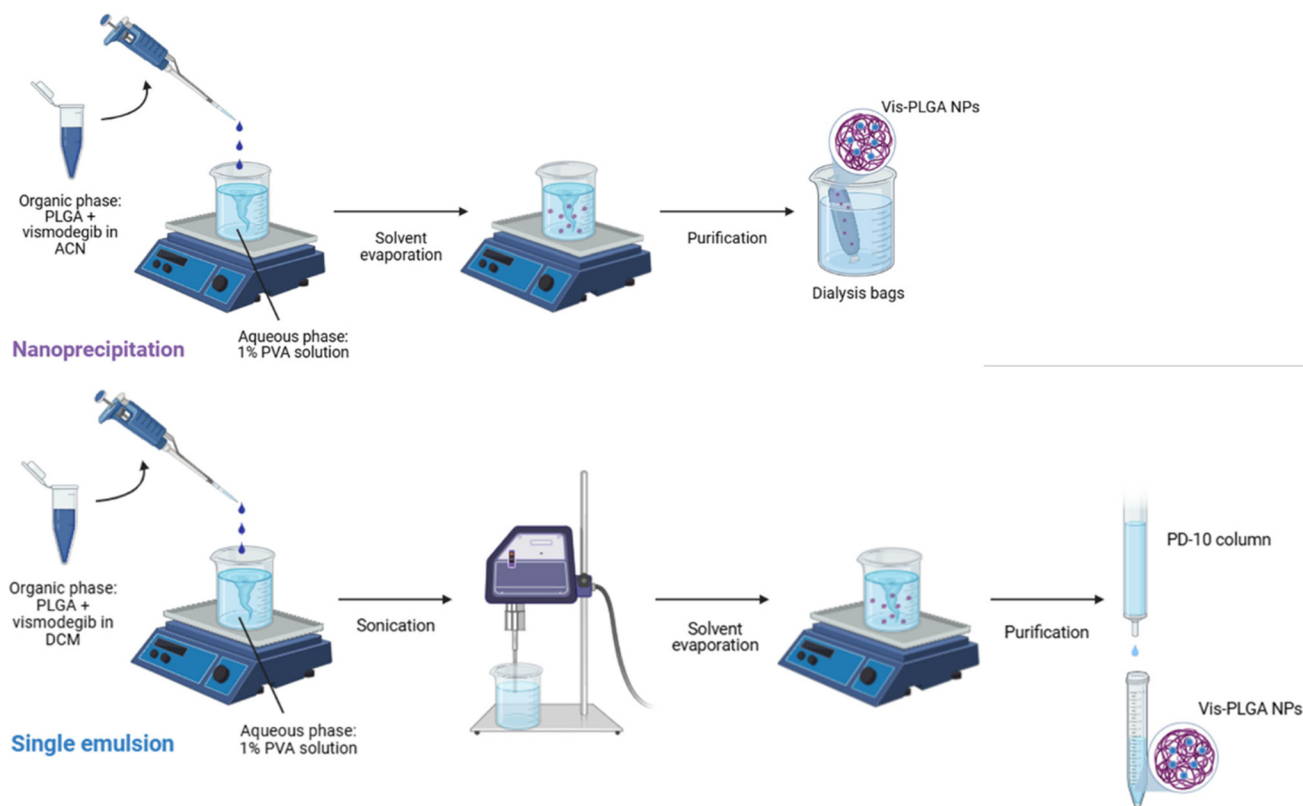 Vis-PLGA NPs
Organic phase:
PLGA +
vismodegib in
ACN
Solvent
evaporation
Purification
Dialysis bags
Aqueous phase:
1% PVA solution
Nanoprecipitation
Organic phase:
PLGA +
vismodegib in
DCM
Sonication
Solvent
evaporation
Purification
PD-10 column
Aqueous phase:
1% PVA solution
Vis-PLGA NPs
Single emulsion